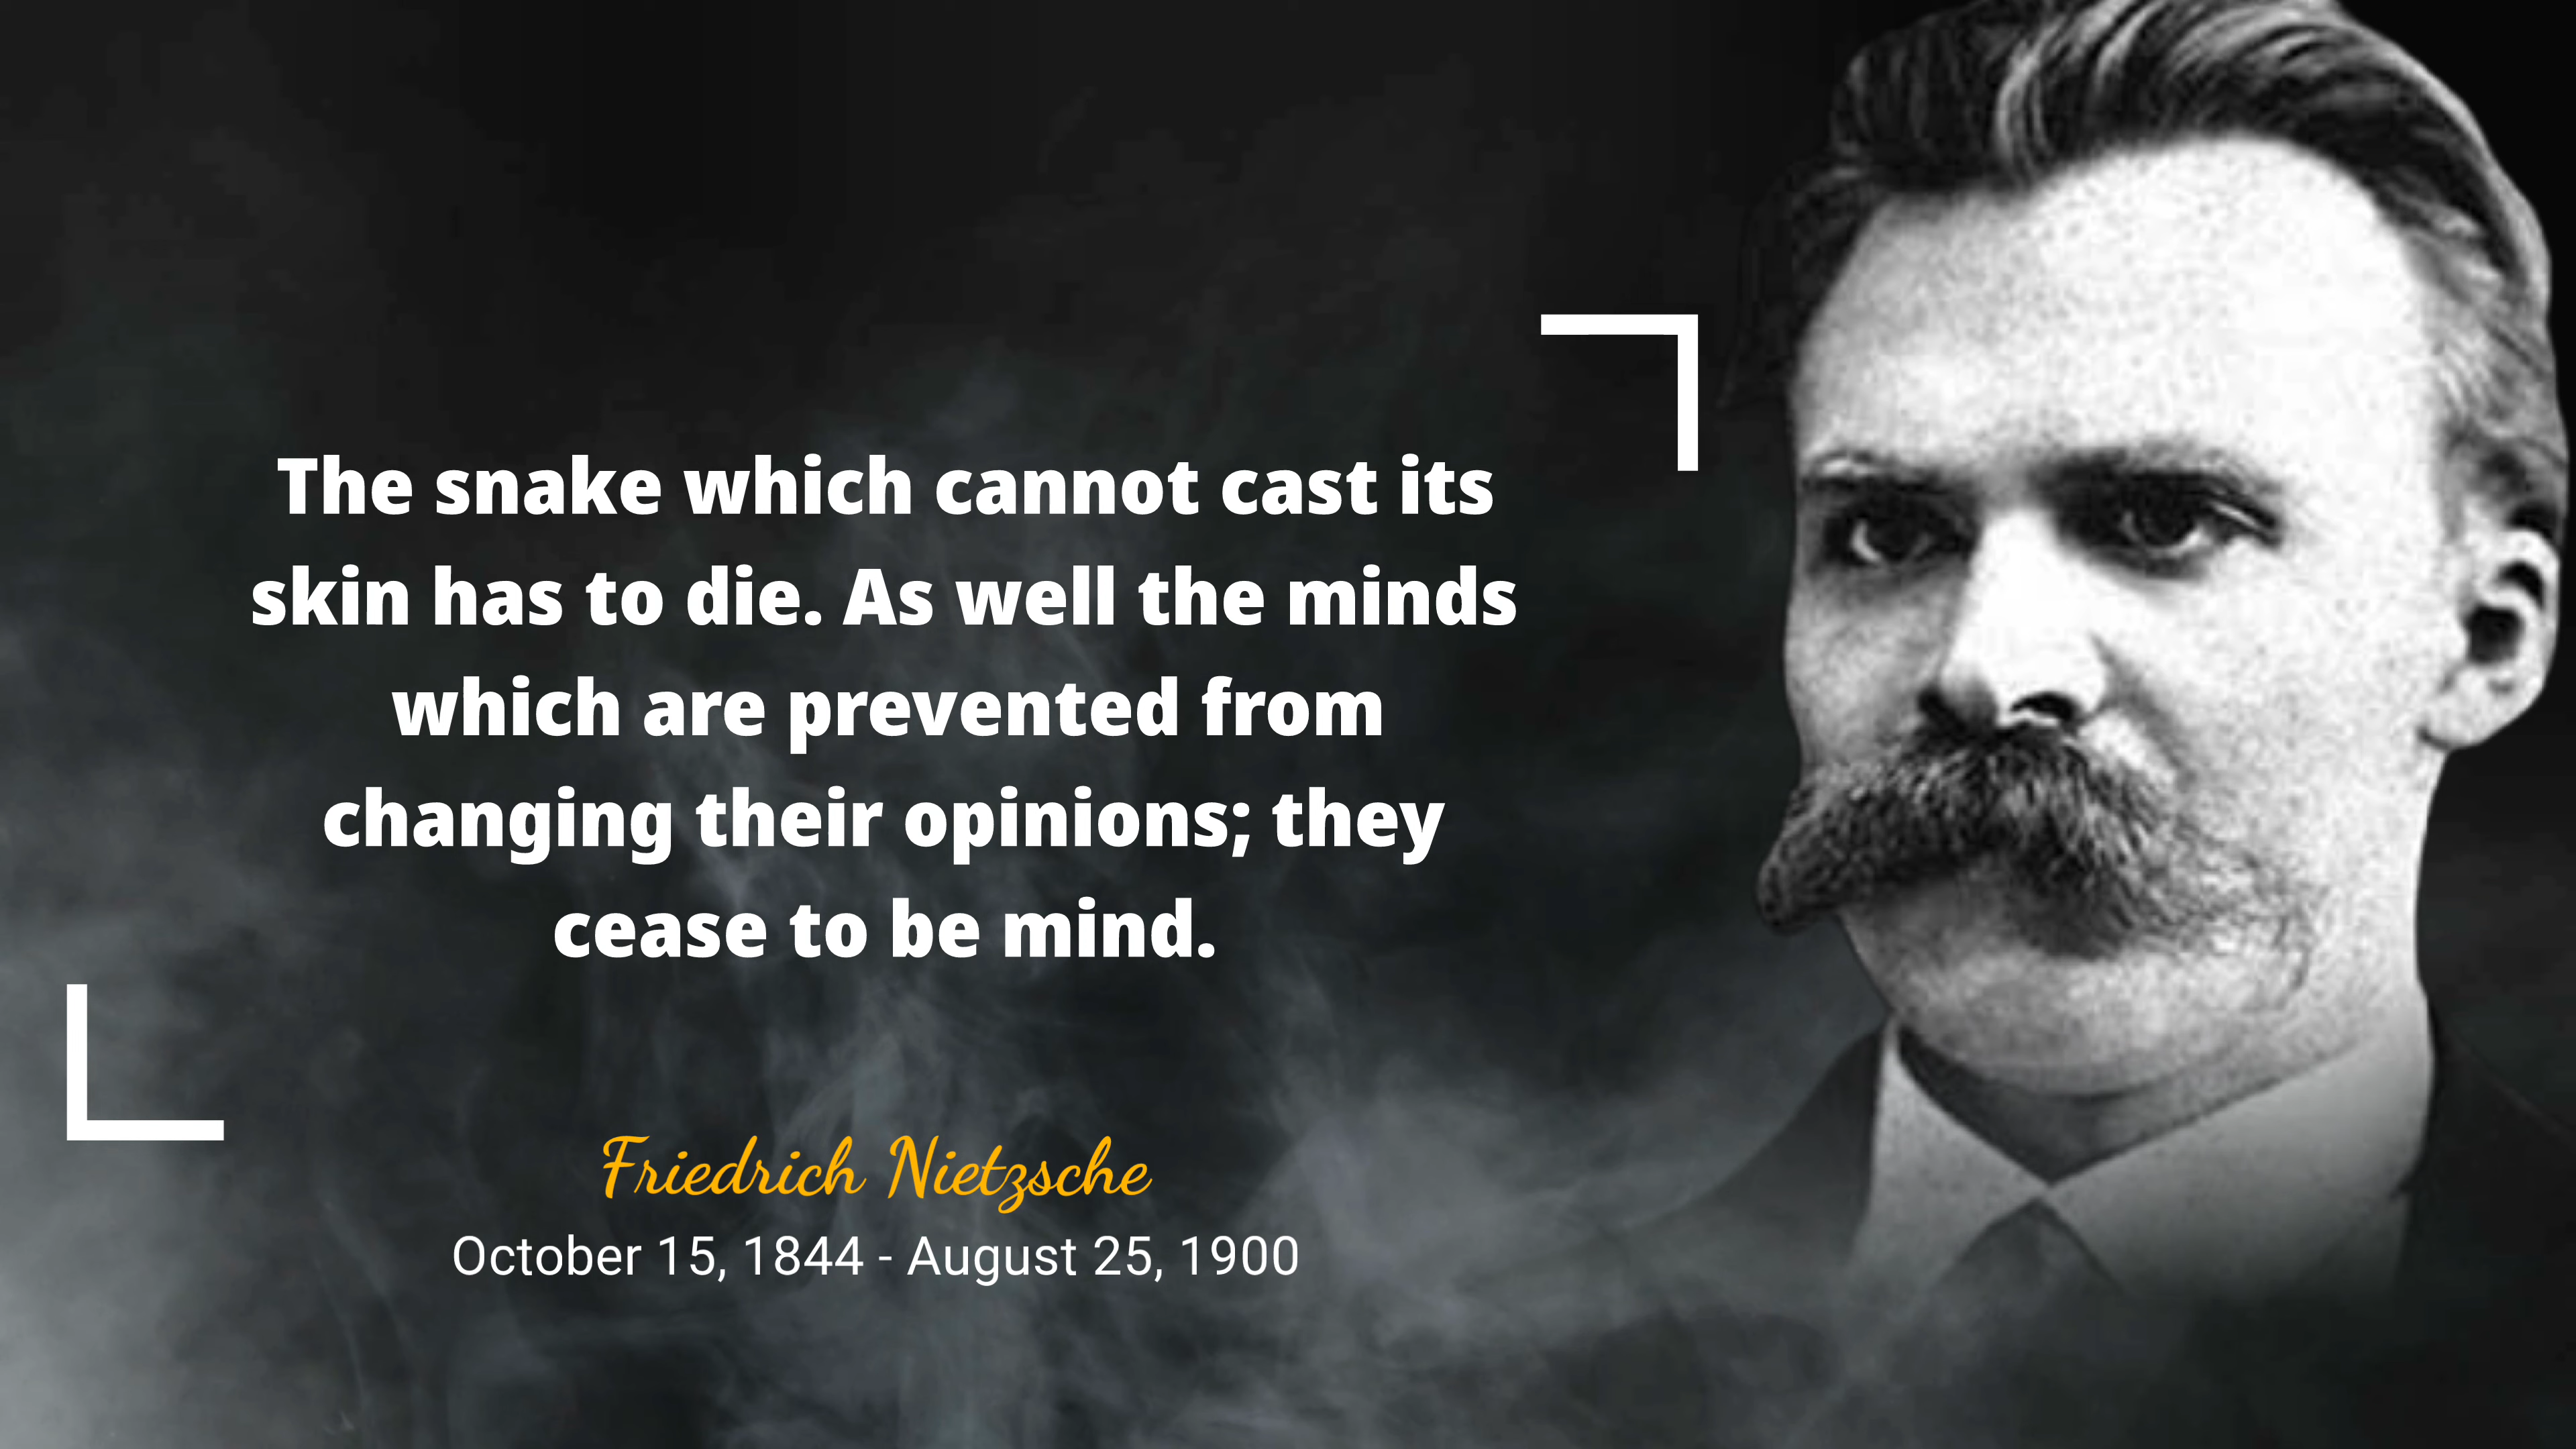 The snake which cannot cast its
skin has to die. As well the minds
which are prevented from
changing their opinions; they
cease to be mind.
Friedrich Nietzsche
October 15, 1844 - August 25, 1900